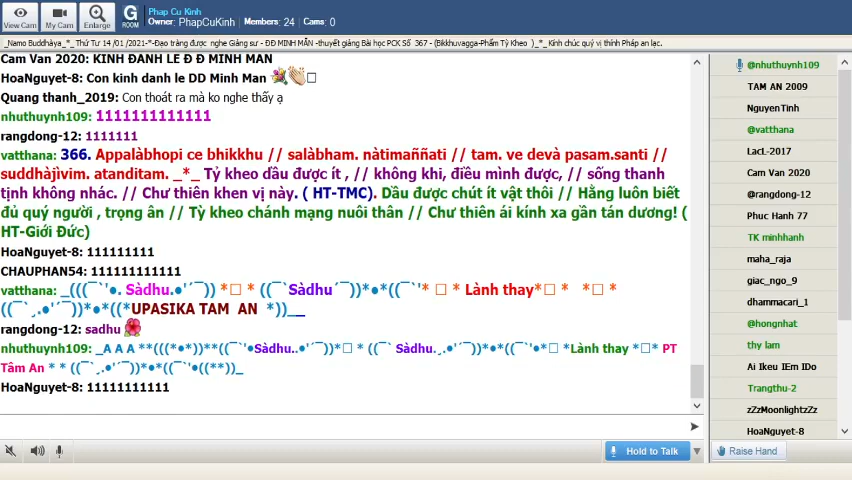 View Cam
My Cam
Enlarge
G
ROOM
Phap Cu Kinh
Owner: PhapCuKinh Members: 24 Cams: 0
_Namo Buddhàya_*_ Thứ Tư 14 /01 /2021-*-Đạo tràng được nghe Giảng sư - ĐĐ MINH MẪN -thuyết giảng Bài học PCK Số 367 - (Bikkhuvagga-Phẩm Tỳ Kheo )_*_ Kính chúc quý vị thính Pháp an lạc.
Cam Van 2020: KINH ĐANH LE Đ Đ MINH MAN
HoaNguyet-8: Con kinh danh le DD Minh Man
Quang thanh_2019: Con thoát ra mà ko nghe thấy ạ
nhuthuynh109: 1111111111111
rangdong-12: 1111111
vatthana: 366. Appalàbhopi ce bhikkhu // salàbham. nàtimaññati // tam. ve devà pasam.santi //
suddhàjìvim. atanditam. _*_ Tỷ kheo dầu được ít , // không khi, điều mình được, // sống thanh
tịnh không nhác. // Chư thiên khen vị này. ( HT-TMC). Dầu được chút ít vật thôi // Hằng luôn biết
đủ quý người , trọng ân // Tỳ kheo chánh mạng nuôi thân // Chư thiên ái kính xa gần tán dương! (
HT-Giới Đức)
HoaNguyet-8: 111111111
CHAUPHAN54: 111111111111
vatthana: _(((¯`'•. Sàdhu.•'´¯)) *□ * ((¯`Sàdhu´¯))*•*((¯`'* □ * Lành thay*□ * *□ *
((¯`¸.•'´¯))*•*((*UPASIKA TAM AN *))__
rangdong-12: sadhu
nhuthuynh109: _A A A **(((*•*))**((¯`'•Sàdhu..•'´¯))*□ * ((¯` Sàdhu.¸.•'´¯))*•*((¯`'•*□ *Lành thay *□* PT
Tâm An * * ((¯`¸.•'´¯))*•*((¯`'•((**))_
HoaNguyet-8: 11111111111
Hold to Talk
@nhuthuynh109
TAM AN 2009
NguyenTinh
@vatthana
LacL-2017
Cam Van 2020
@rangdong-12
Phuc Hanh 77
TK minhhanh
maha_raja
giac_ngo_9
dhammacari_1
@hongnhat
thy lam
Ai Ikeu IEm IDo
Trangthu-2
zZzMoonlightzZz
HoaNguyet-8
Raise Hand